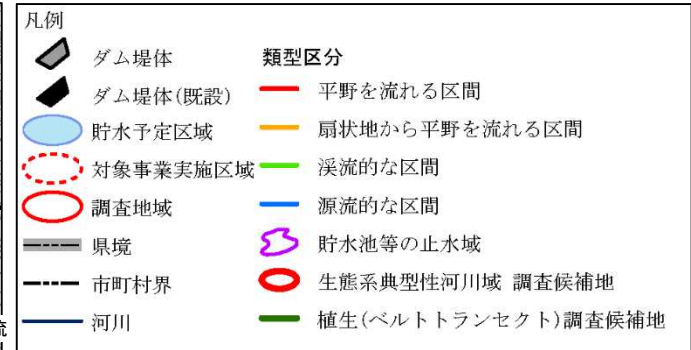 凡例
ダム堤体
ダム堤体(既設)
貯水予定区域
対象事業実施区域
調査地域
県境
市町村界
河川
類型区分
平野を流れる区間
扇状地から平野を流れる区間
渓流的な区間
源流的な区間
貯水池等の止水域
生態系典型性河川域 調査候補地
植生(ベルトトランセクト)調査候補地
流